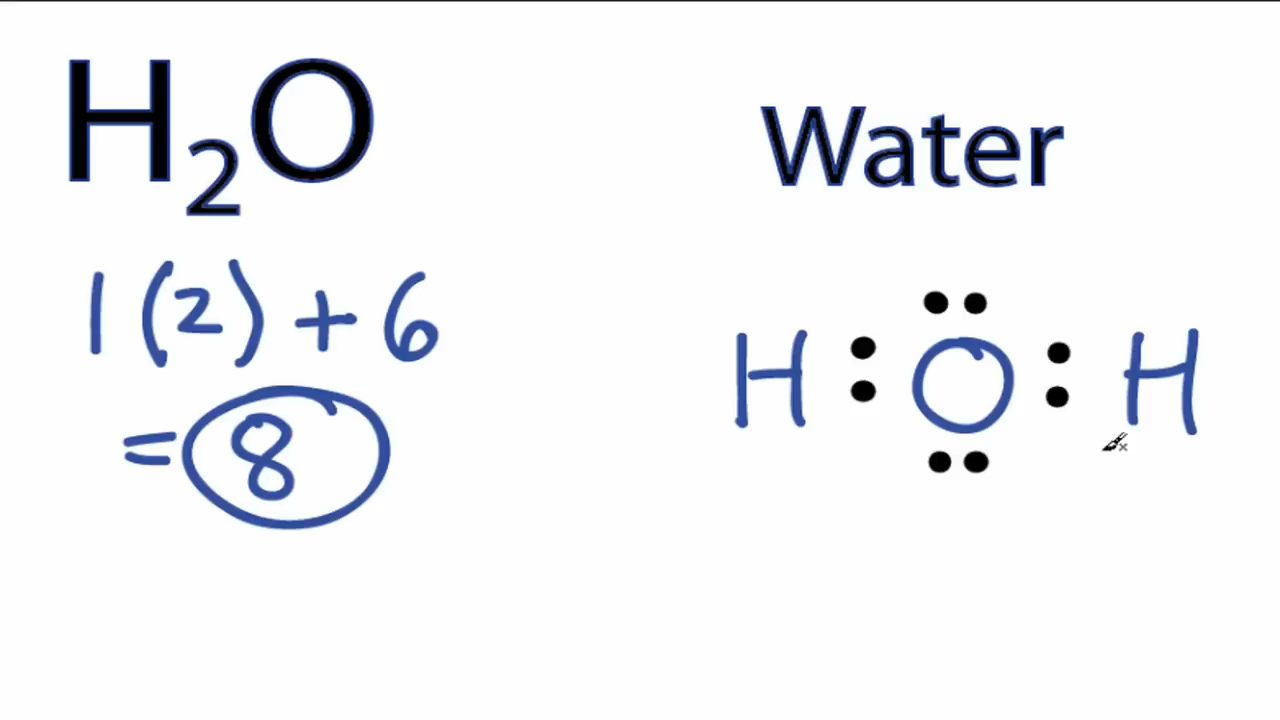 H₂O
Water
1(2) + 6
= 8
H : O : H